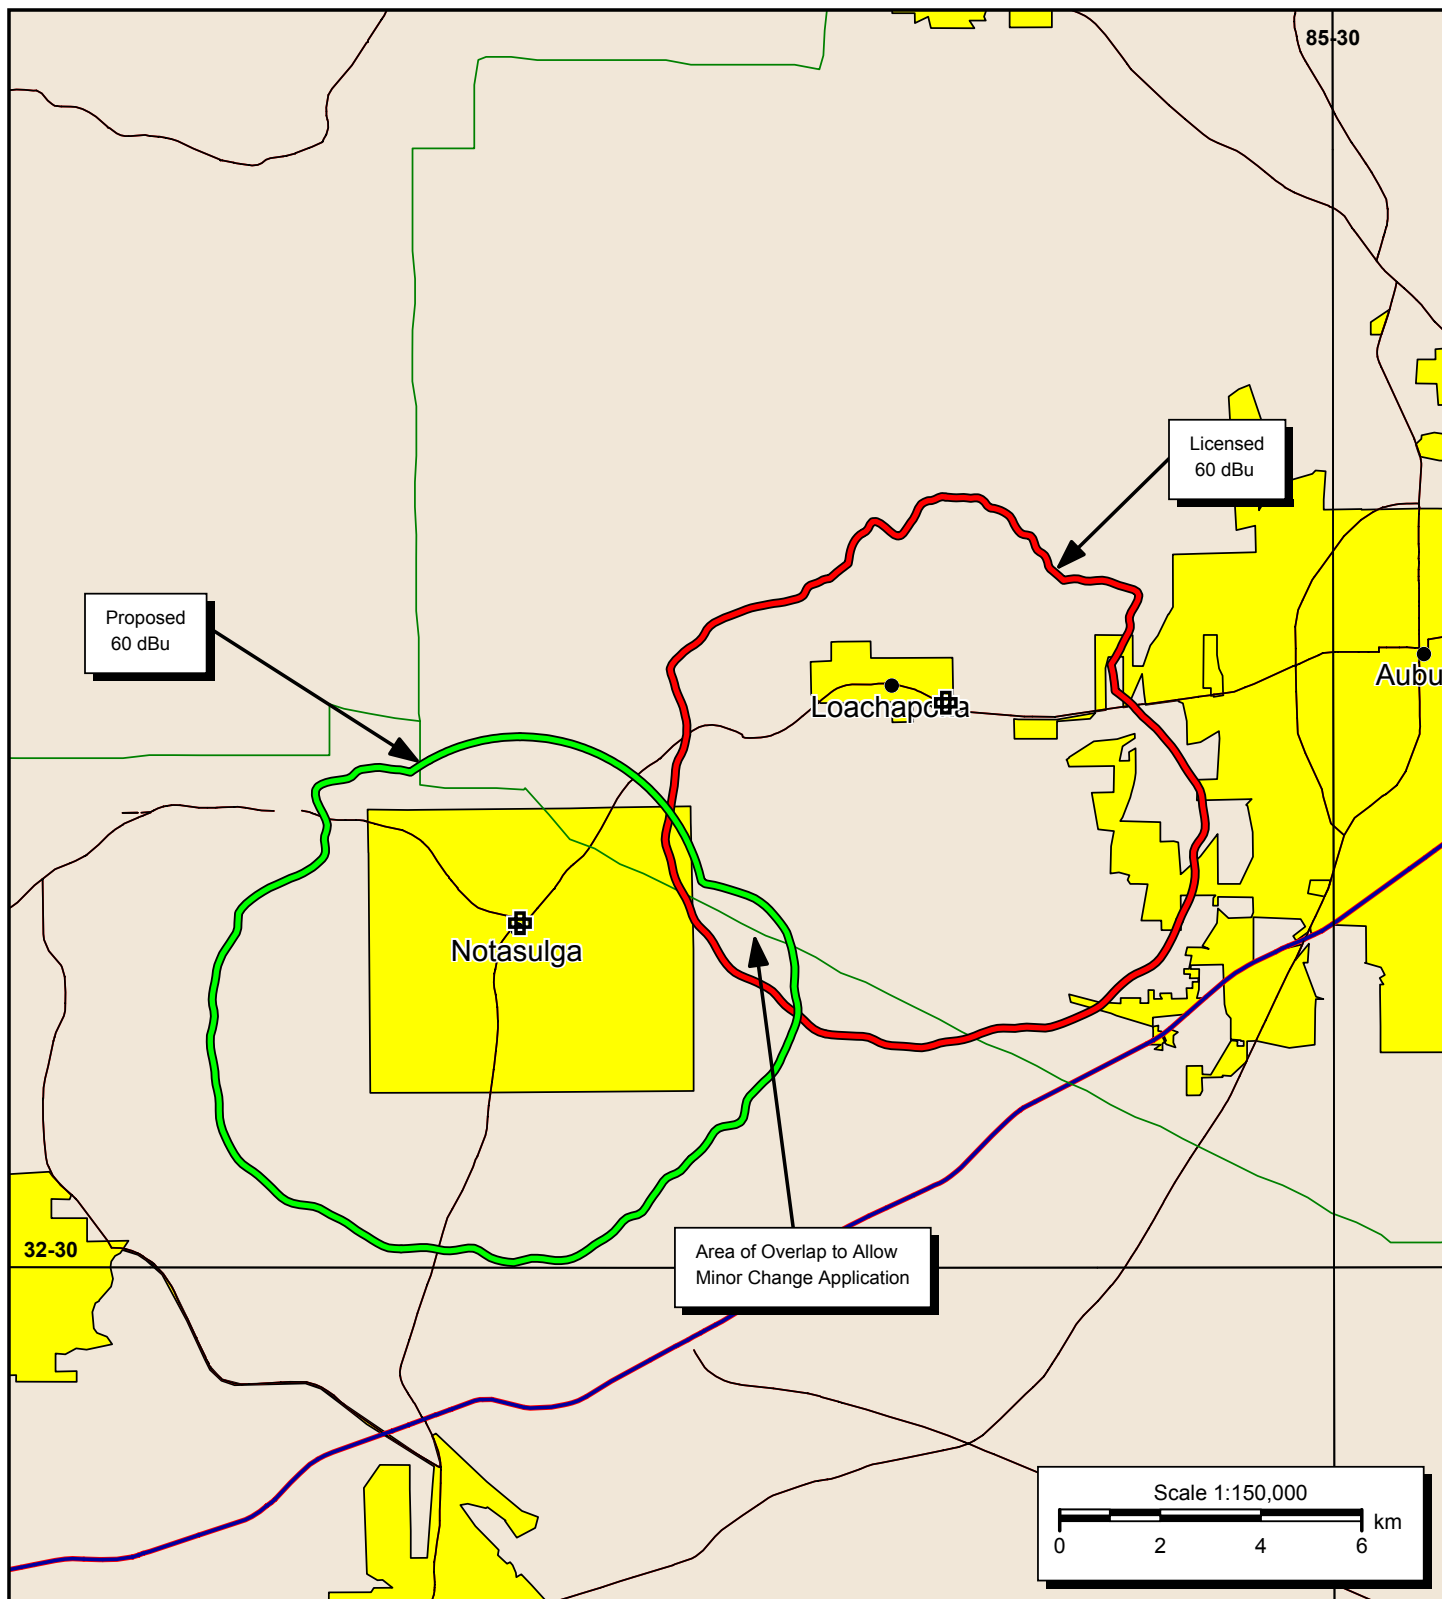 85-30
Licensed
60 dBu
Proposed
60 dBu
Loachapoka
Aubu
Notasulga
32-30
Area of Overlap to Allow
Minor Change Application
Scale 1:150,000
km
0 2 4 6